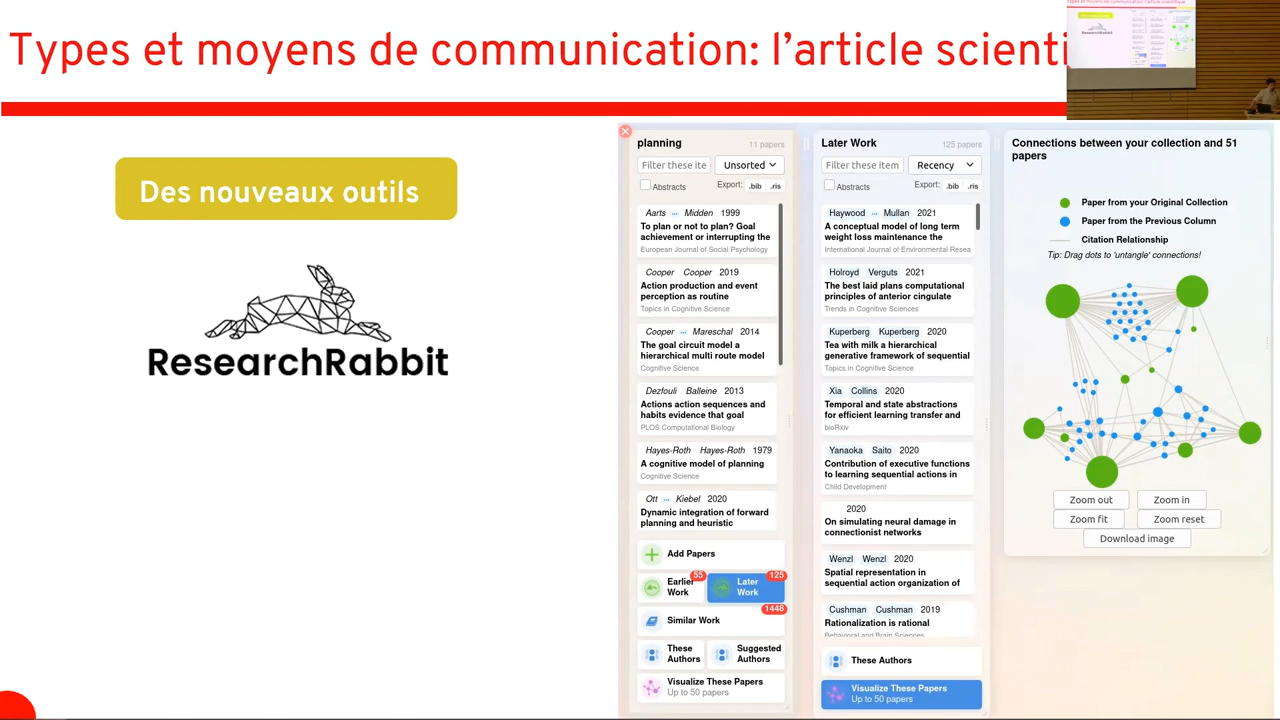 Types et moyens de communication: l'article scienti
Des nouveaux outils
ResearchRabbit
planning
11 papers
Filter these ite
Unsorted
Abstracts
Export: .bib .ris
Aarts ... Midden 1999
To plan or not to plan? Goal
achievement or interrupting the
European Journal of Social Psychology
Cooper Cooper 2019
Action production and event
perception as routine
Topics in Cognitive Science
Cooper ... Mareschal 2014
The goal circuit model a
hierarchical multi route model
Cognitive Science
Dezfouli Balleine 2013
Actions action sequences and
habits evidence that goal
PLOS Computational Biology
Hayes-Roth Hayes-Roth 1979
A cognitive model of planning
Cognitive Science
Ott ... Kiebel 2020
Dynamic integration of forward
planning and heuristic
Add Papers
Earlier
Work
55
Later
Work
125
Similar Work
1448
These
Authors
Suggested
Authors
Visualize These Papers
Up to 50 papers
Later Work
125 papers
Filter these item
Recency
Abstracts
Export: .bib .ris
Haywood ... Mullan 2021
A conceptual model of long term
weight loss maintenance the
International Journal of Environmental Resea
Holroyd Verguts 2021
The best laid plans computational
principles of anterior cingulate
Trends in Cognitive Sciences
Kuperberg Kuperberg 2020
Tea with milk a hierarchical
generative framework of sequential
Topics in Cognitive Science
Xia Collins 2020
Temporal and state abstractions
for efficient learning transfer and
bioRxiv
Yanaoka Saito 2020
Contribution of executive functions
to learning sequential actions in
Child Development
2020
On simulating neural damage in
connectionist networks
Wenzl Wenzl 2020
Spatial representation in
sequential action organization of
Cushman Cushman 2019
Rationalization is rational
Behavioral and Brain Sciences
These Authors
Visualize These Papers
Up to 50 papers
Connections between your collection and 51
papers
Paper from your Original Collection
Paper from the Previous Column
Citation Relationship
Tip: Drag dots to 'untangle' connections!
Zoom out
Zoom in
Zoom fit
Zoom reset
Download image
Types et moyens de communication: l'article scientifique